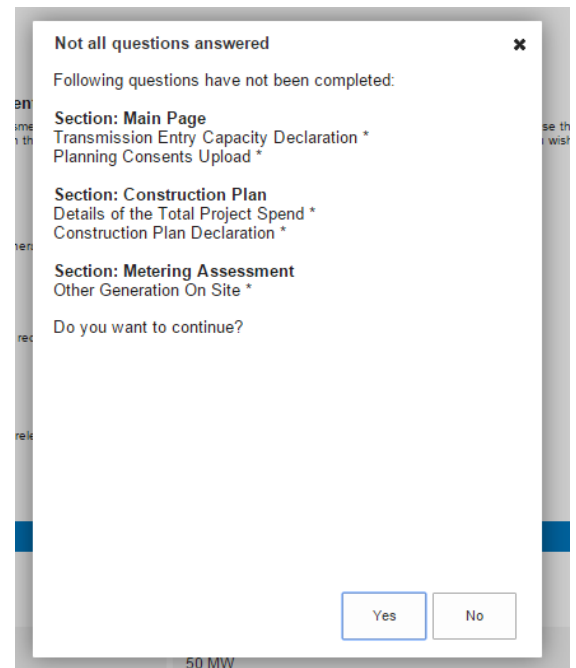 Not all questions answered
Following questions have not been completed:
Section: Main Page
Transmission Entry Capacity Declaration *
Planning Consents Upload *
Section: Construction Plan
Details of the Total Project Spend *
Construction Plan Declaration *
Section: Metering Assessment
Other Generation On Site *
Do you want to continue?
Yes No
50 MW